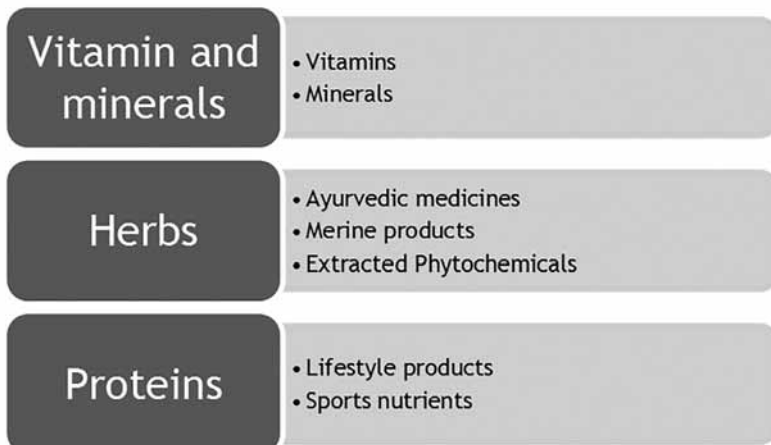 Vitamin and
minerals
• Vitamins
• Minerals
Herbs
• Ayurvedic medicines
• Merine products
• Extracted Phytochemicals
Proteins
• Lifestyle products
• Sports nutrients